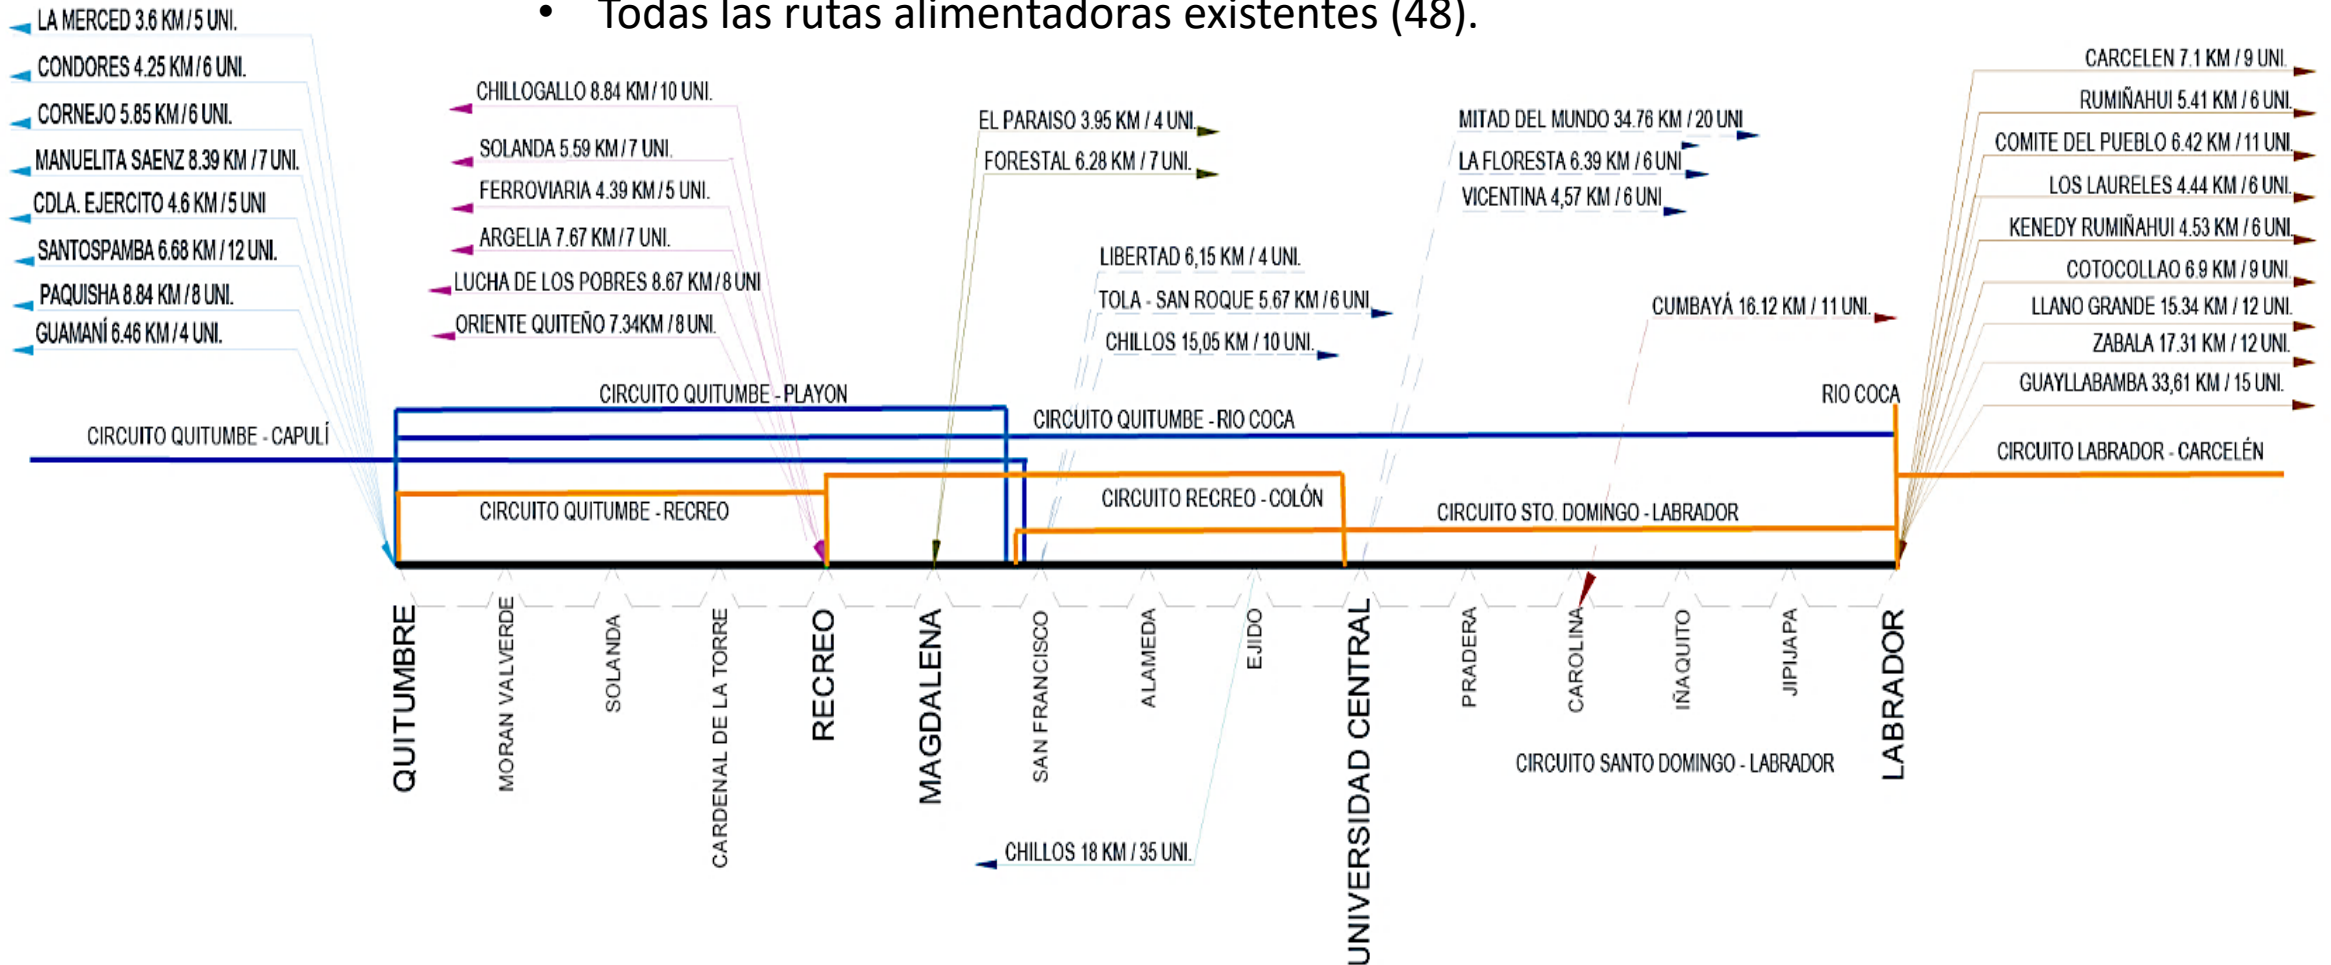 • Todas las rutas alimentadoras existentes (48).
LA MERCED 3.6 KM / 5 UNI.
CONDORES 4.25 KM / 6 UNI.
CORNEJO 5.85 KM / 6 UNI.
MANUELITA SAENZ 8.39 KM / 7 UNI.
CDLA. EJERCITO 4.6 KM / 5 UNI
SANTOSPAMBA 6.68 KM / 12 UNI.
PAQUISHA 8.84 KM / 8 UNI.
GUAMANÍ 6.46 KM / 4 UNI.
CHILLOGALLO 8.84 KM / 10 UNI.
SOLANDA 5.59 KM / 7 UNI.
FERROVIARIA 4.39 KM / 5 UNI.
ARGELIA 7.67 KM / 7 UNI.
LUCHA DE LOS POBRES 8.67 KM / 8 UNI
ORIENTE QUITEÑO 7.34KM / 8 UNI.
EL PARAISO 3.95 KM / 4 UNI.
FORESTAL 6.28 KM / 7 UNI.
LIBERTAD 6,15 KM / 4 UNI.
TOLA - SAN ROQUE 5.67 KM / 6 UNI.
CHILLOS 15,05 KM / 10 UNI.
MITAD DEL MUNDO 34.76 KM / 20 UNI
LA FLORESTA 6.39 KM / 6 UNI
VICENTINA 4,57 KM / 6 UNI
CUMBAYÁ 16.12 KM / 11 UNI.
CARCELEN 7.1 KM / 9 UNI.
RUMIÑAHUI 5.41 KM / 6 UNI.
COMITE DEL PUEBLO 6.42 KM / 11 UNI.
LOS LAURELES 4.44 KM / 6 UNI.
KENEDY RUMIÑAHUI 4.53 KM / 6 UNI.
COTOCOLLAO 6.9 KM / 9 UNI.
LLANO GRANDE 15.34 KM / 12 UNI.
ZABALA 17.31 KM / 12 UNI.
GUAYLLABAMBA 33,61 KM / 15 UNI.
RIO COCA
CIRCUITO QUITUMBE - PLAYON
CIRCUITO QUITUMBE - RIO COCA
CIRCUITO QUITUMBE - CAPULÍ
CIRCUITO LABRADOR - CARCELÉN
CIRCUITO QUITUMBE - RECREO
CIRCUITO RECREO - COLÓN
CIRCUITO STO. DOMINGO - LABRADOR
QUITUMBRE
MORAN VALVERDE
SOLANDA
CARDENAL DE LA TORRE
RECREO
MAGDALENA
SAN FRANCISCO
ALAMEDA
EJIDO
UNIVERSIDAD CENTRAL
PRADERA
CAROLINA
IÑAQUITO
JIPIJAPA
LABRADOR
CIRCUITO SANTO DOMINGO - LABRADOR
CHILLOS 18 KM / 35 UNI.